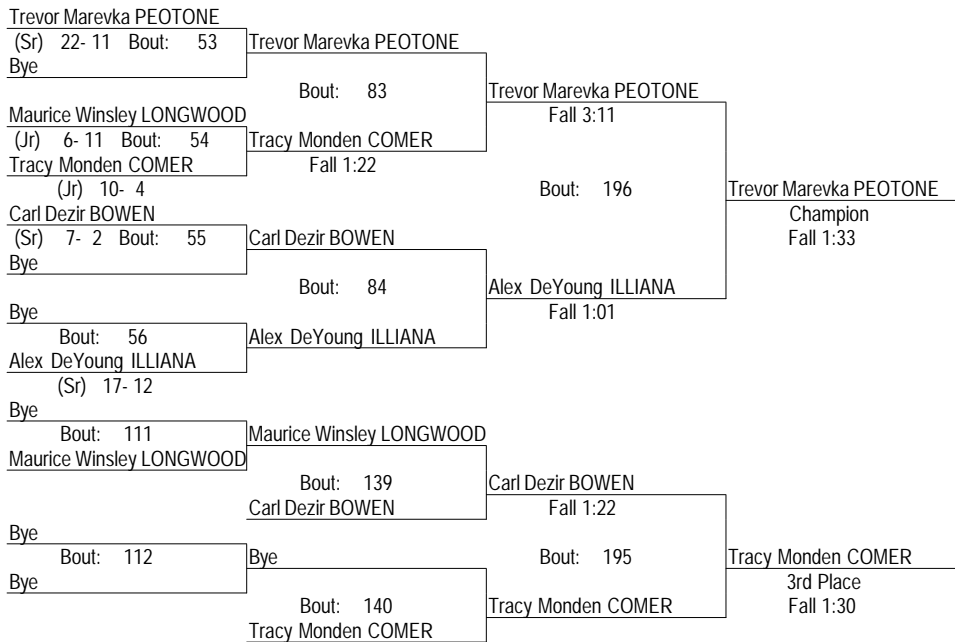 Trevor Marevka PEOTONE
(Sr) 22- 11 Bout: 53 Trevor Marevka PEOTONE
Bye
Bout: 83 Trevor Marevka PEOTONE
Maurice Winsley LONGWOOD Fall 3:11
(Jr) 6- 11 Bout: 54 Tracy Monden COMER
Tracy Monden COMER Fall 1:22
(Jr) 10- 4 Bout: 196 Trevor Marevka PEOTONE
Carl Dezir BOWEN Champion
(Sr) 7- 2 Bout: 55 Carl Dezir BOWEN Fall 1:33
Bye
Bout: 84 Alex DeYoung ILLIANA
Bye Fall 1:01
Bout: 56 Alex DeYoung ILLIANA
Alex DeYoung ILLIANA
(Sr) 17- 12
Bye
Bout: 111 Maurice Winsley LONGWOOD
Maurice Winsley LONGWOOD
Bout: 139 Carl Dezir BOWEN
Carl Dezir BOWEN Fall 1:22
Bye
Bout: 112 Bye Bout: 195 Tracy Monden COMER
Bye 3rd Place
Bout: 140 Tracy Monden COMER Fall 1:30
Tracy Monden COMER